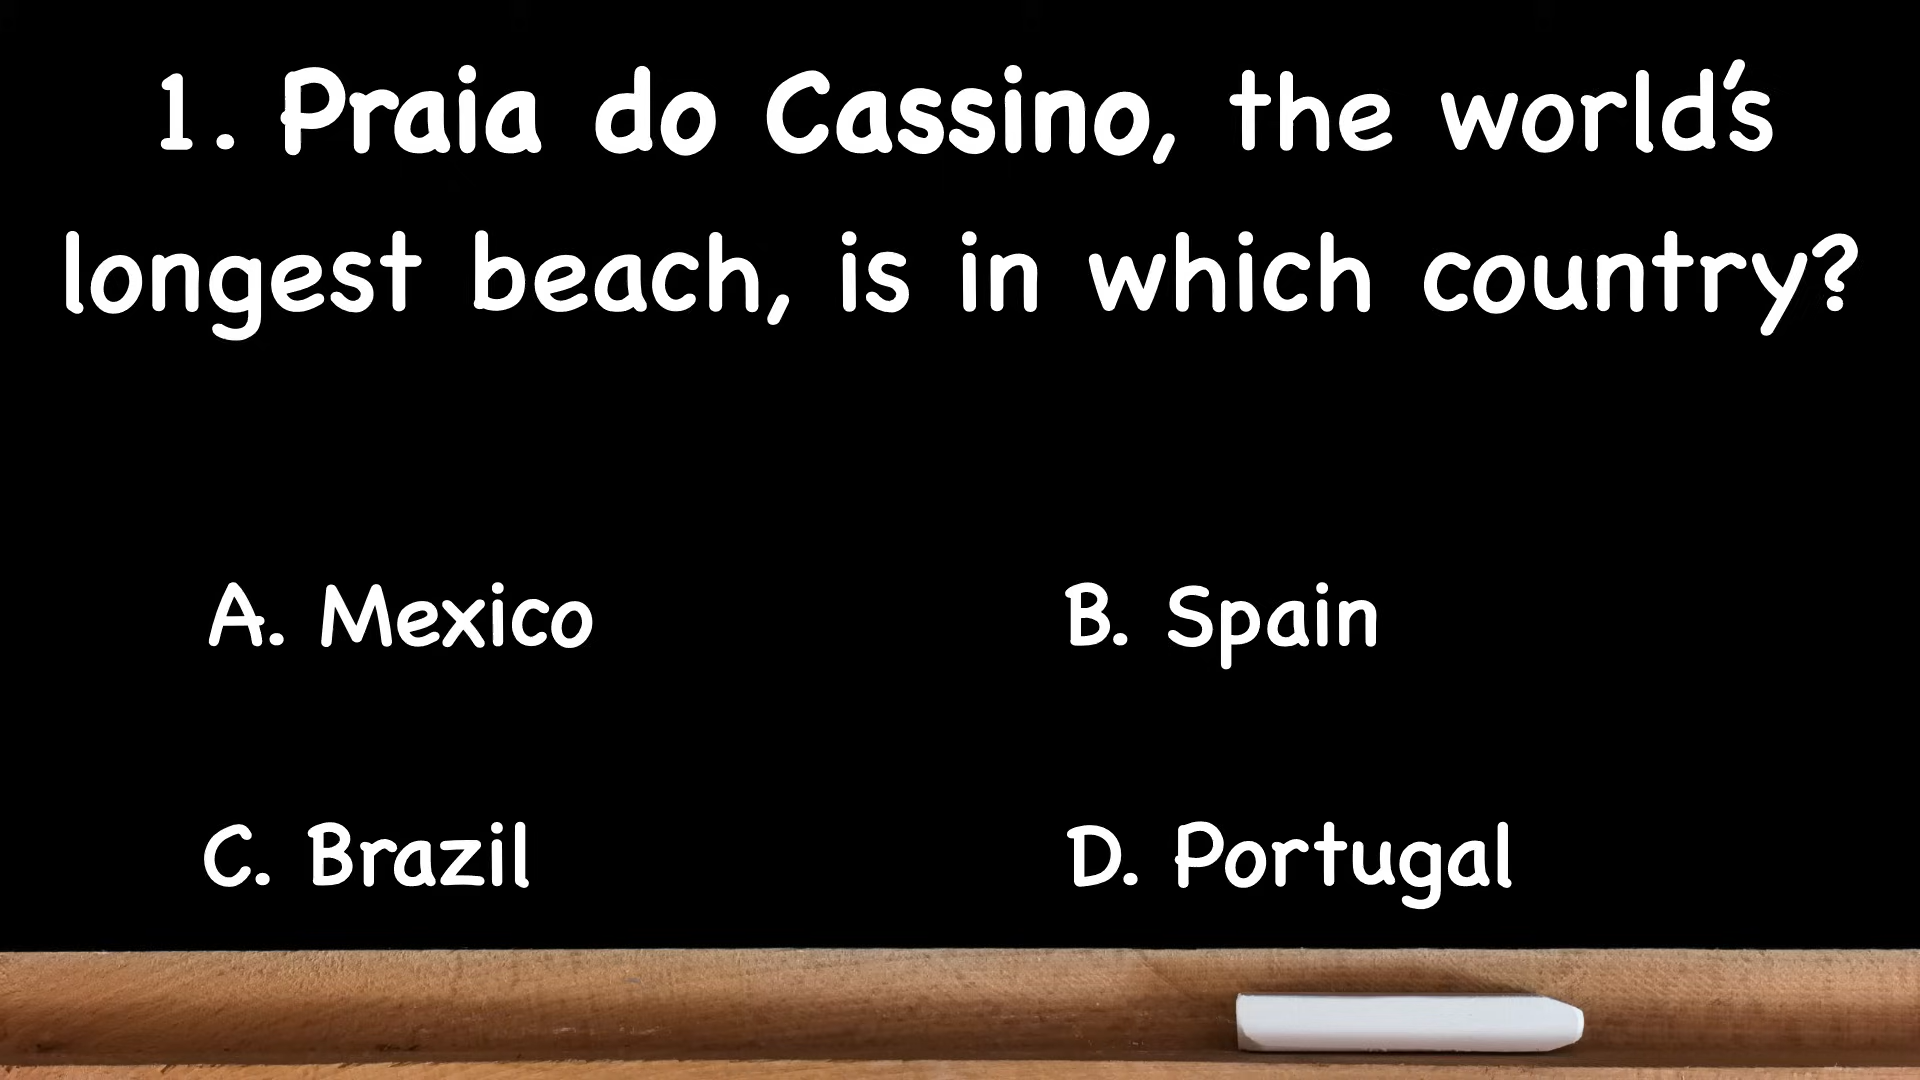 1. Praia do Cassino, the world's
longest beach, is in which country?
A. Mexico
B. Spain
C. Brazil
D. Portugal